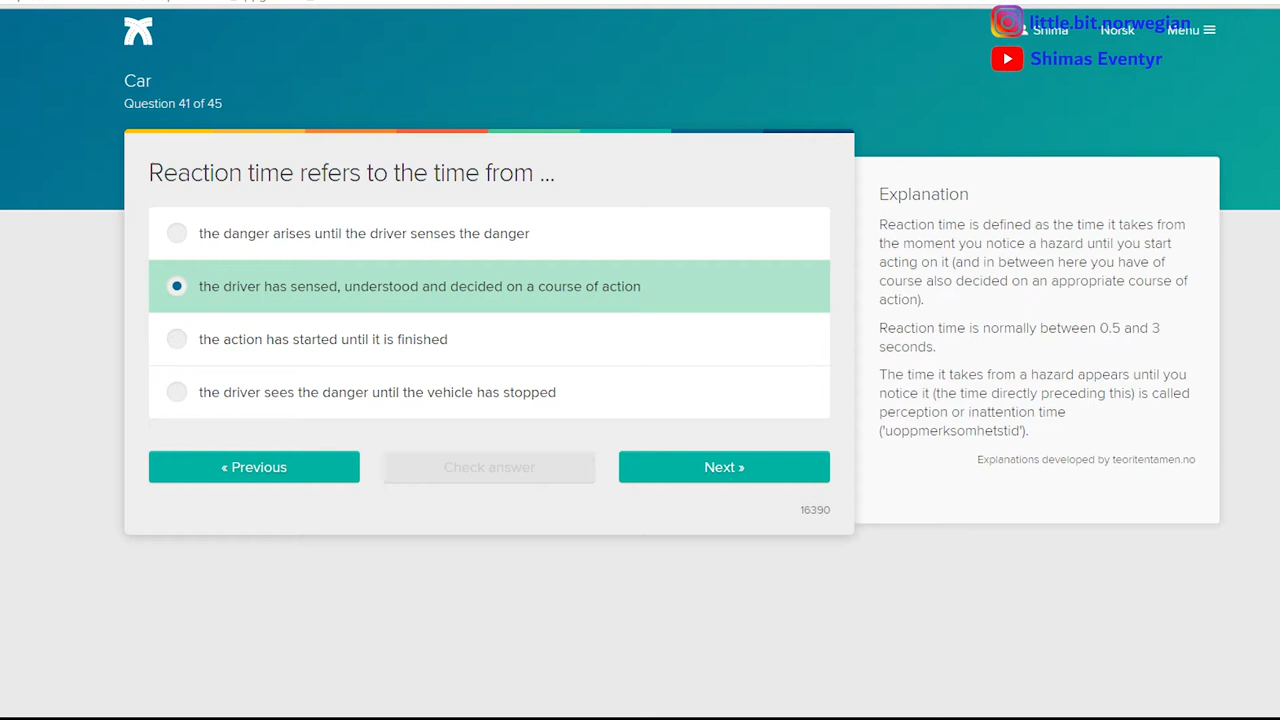 little.bit.norwegian
Shima Norsk Menu
Shimas Eventyr
Car
Question 41 of 45
Reaction time refers to the time from ...
the danger arises until the driver senses the danger
the driver has sensed, understood and decided on a course of action
the action has started until it is finished
the driver sees the danger until the vehicle has stopped
« Previous
Check answer
Next »
16390
Explanation
Reaction time is defined as the time it takes from
the moment you notice a hazard until you start
acting on it (and in between here you have of
course also decided on an appropriate course of
action).
Reaction time is normally between 0.5 and 3
seconds.
The time it takes from a hazard appears until you
notice it (the time directly preceding this) is called
perception or inattention time
('uoppmerksomhetstid').
Explanations developed by teoritentamen.no